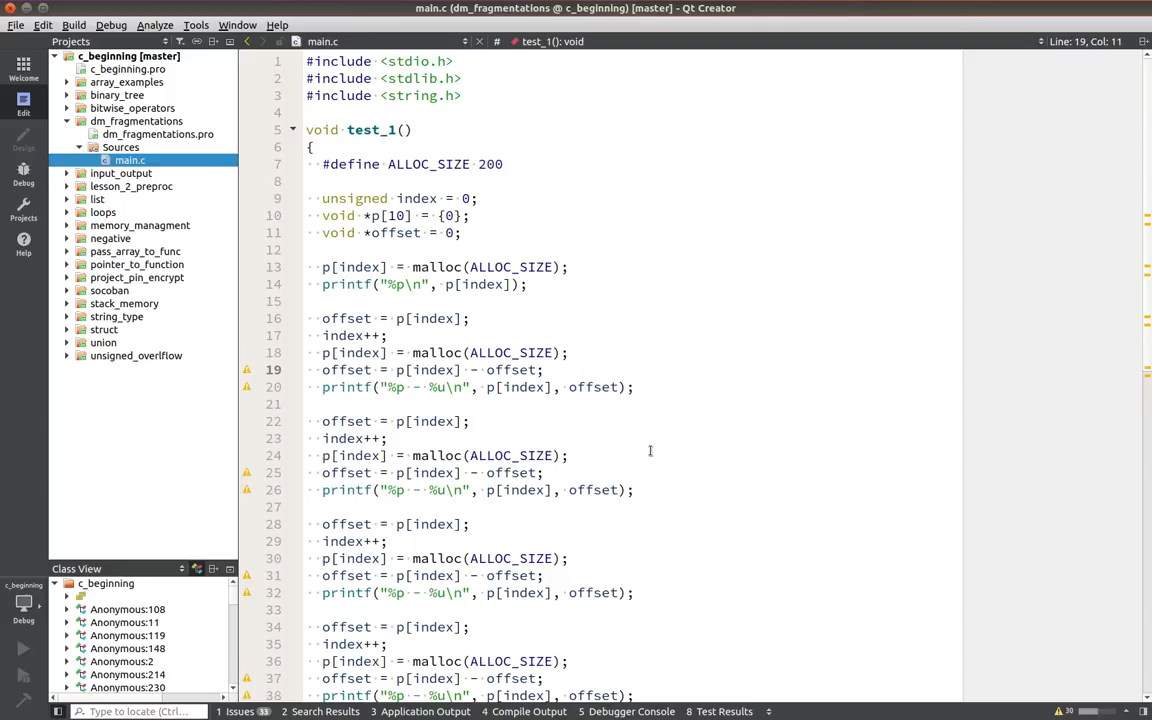 main.c (dm_fragmentations @ c_beginning) [master] - Qt Creator
File Edit Build Debug Analyze Tools Window Help
Projects
main.c
#
test_1(): void
Line: 19, Col: 11
Welcome
Edit
Design
Debug
Projects
Help
c_beginning [master]
c_beginning.pro
array_examples
binary_tree
bitwise_operators
dm_fragmentations
dm_fragmentations.pro
Sources
main.c
input_output
lesson_2_preproc
list
loops
memory_managment
negative
pass_array_to_func
pointer_to_function
project_pin_encrypt
socoban
stack_memory
string_type
struct
union
unsigned_overlflow
Class View
c_beginning
Anonymous:108
Anonymous:11
Anonymous:119
Anonymous:148
Anonymous:2
Anonymous:214
Anonymous:230
c_beginning
Debug
1 #include <stdio.h>
2 #include <stdlib.h>
3 #include <string.h>
4
5 void test_1()
6 {
7 #define ALLOC_SIZE 200
8
9 unsigned index = 0;
10 void *p[10] = {0};
11 void *offset = 0;
12
13 p[index] = malloc(ALLOC_SIZE);
14 printf("%p\n", p[index]);
15
16 offset = p[index];
17 index++;
18 p[index] = malloc(ALLOC_SIZE);
19 offset = p[index] - offset;
20 printf("%p - %u\n", p[index], offset);
21
22 offset = p[index];
23 index++;
24 p[index] = malloc(ALLOC_SIZE);
25 offset = p[index] - offset;
26 printf("%p - %u\n", p[index], offset);
27
28 offset = p[index];
29 index++;
30 p[index] = malloc(ALLOC_SIZE);
31 offset = p[index] - offset;
32 printf("%p - %u\n", p[index], offset);
33
34 offset = p[index];
35 index++;
36 p[index] = malloc(ALLOC_SIZE);
37 offset = p[index] - offset;
38 printf("%p - %u\n", p[index], offset);
Type to locate (Ctrl...
1 Issues 33 2 Search Results 3 Application Output 4 Compile Output 5 Debugger Console 8 Test Results
30